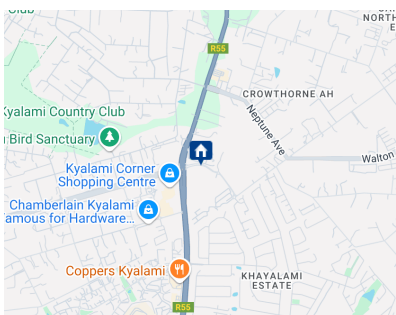 Club
NORTH
R55
CROWTHORNE AH
Kyalami Country Club
Neptune Ave
Bird Sanctuary
Walton
Kyalami Corner
Shopping Centre
Chamberlain Kyalami
Famous for Hardware...
Coppers Kyalami
KHAYALAMI
ESTATE
R55